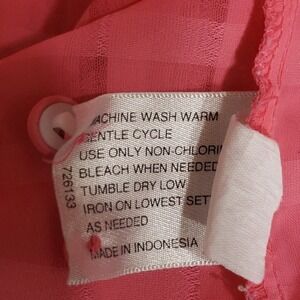 MACHINE WASH WARM
GENTLE CYCLE
USE ONLY NON-CHLORI
BLEACH WHEN NEEDED
TUMBLE DRY LOW
IRON ON LOWEST SET
AS NEEDED
MADE IN INDONESIA
726133